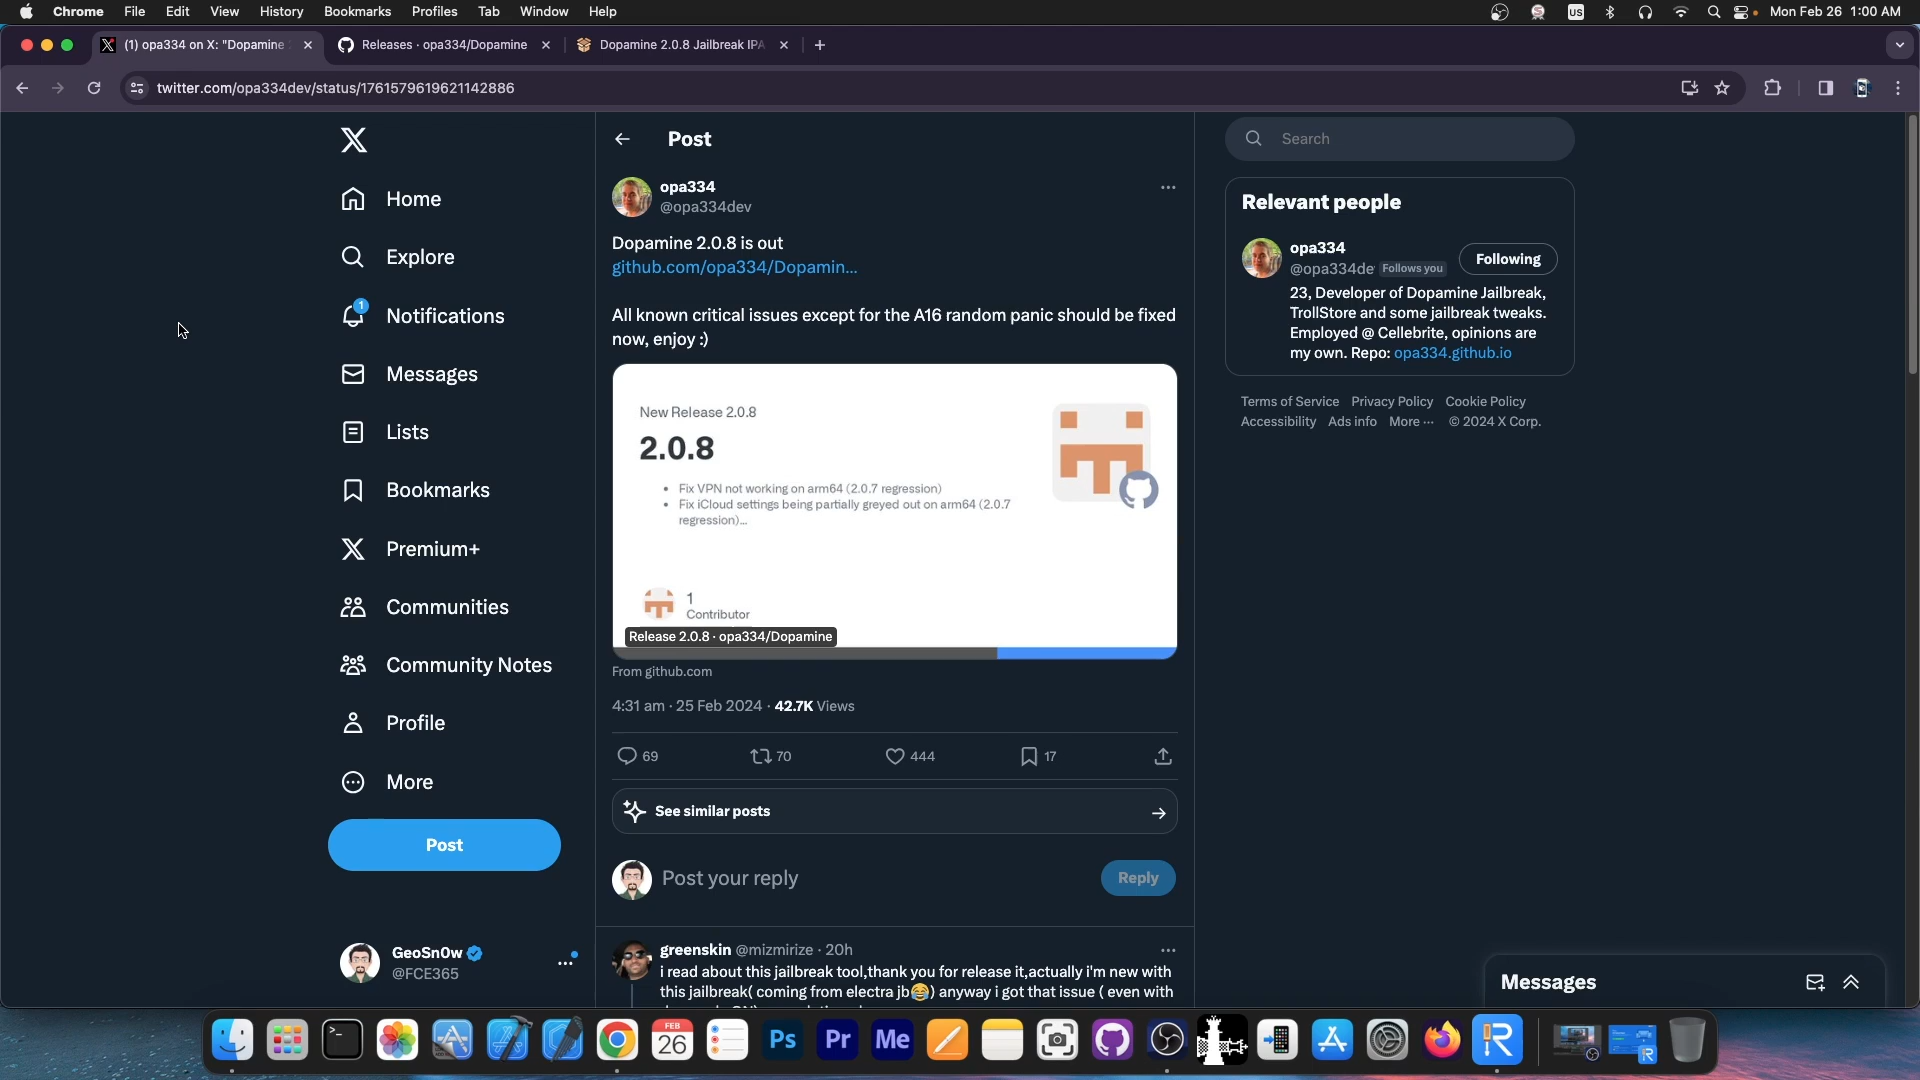 Chrome File Edit View History Bookmarks Profiles Tab Window Help
US
Mon Feb 26 1:00 AM
(1) opa334 on X: "Dopamine
Releases · opa334/Dopamine
Dopamine 2.0.8 Jailbreak IPA
twitter.com/opa334dev/status/1761579619621142886
Home
Explore
1
Notifications
Messages
Lists
Bookmarks
Premium+
Communities
Community Notes
Profile
More
Post
GeoSn0w
@FCE365
Post
opa334
@opa334dev
Dopamine 2.0.8 is out
github.com/opa334/Dopamin...
All known critical issues except for the A16 random panic should be fixed
now, enjoy :)
New Release 2.0.8
2.0.8
• Fix VPN not working on arm64 (2.0.7 regression)
• Fix iCloud settings being partially greyed out on arm64 (2.0.7
regression)...
1
Contributor
Release 2.0.8 · opa334/Dopamine
From github.com
4:31 am · 25 Feb 2024 · 42.7K Views
69 70 444 17
See similar posts
Post your reply
Reply
greenskin @mizmirize · 20h
i read about this jailbreak tool,thank you for release it,actually i'm new with
this jailbreak( coming from electra jb😂) anyway i got that issue ( even with
Search
Relevant people
opa334
@opa334de Follows you
Following
23, Developer of Dopamine Jailbreak,
TrollStore and some jailbreak tweaks.
Employed @ Cellebrite, opinions are
my own. Repo: opa334.github.io
Terms of Service Privacy Policy Cookie Policy
Accessibility Ads info More ··· © 2024 X Corp.
Messages
FEB
26
Ps
Pr
Me
R